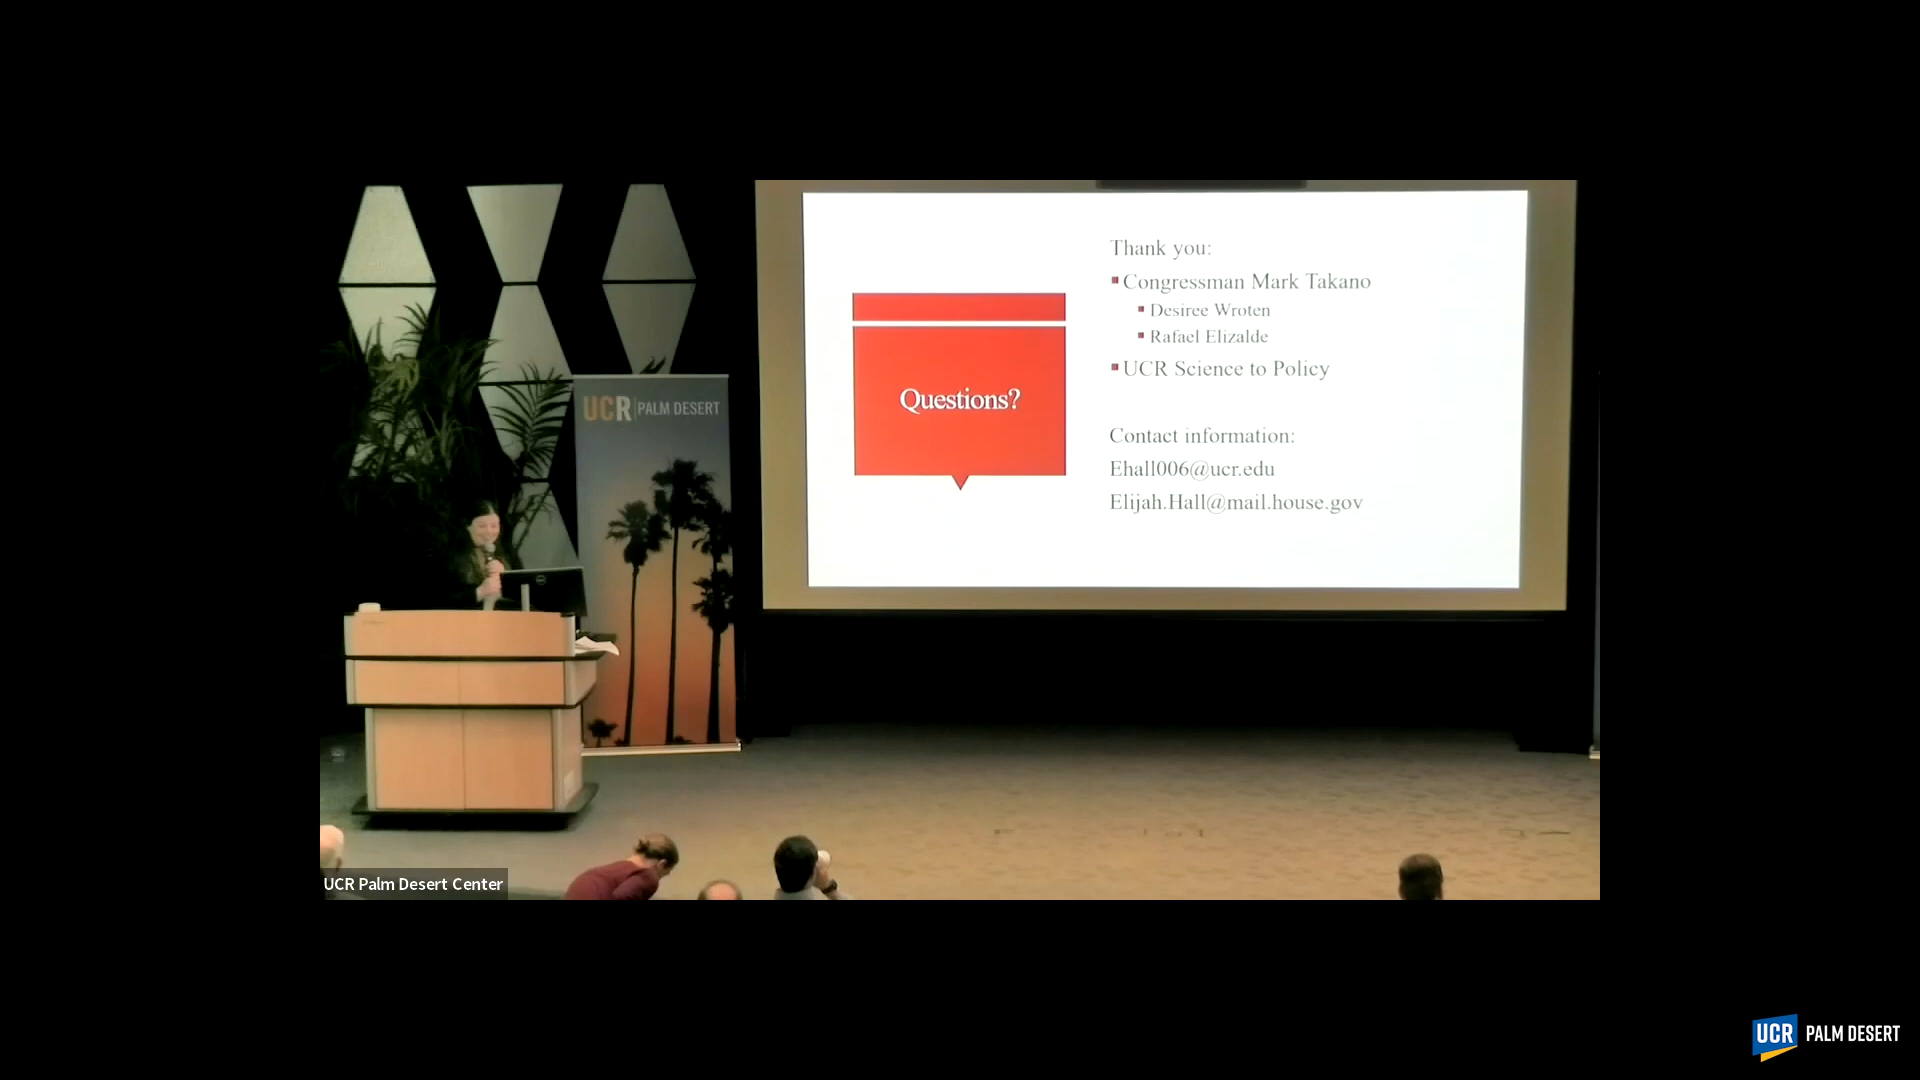 Thank you:
Congressman Mark Takano
Desiree Wroten
Rafael Elizalde
UCR Science to Policy
Questions?
Contact information:
Ehall006@ucr.edu
Elijah.Hall@mail.house.gov
UCR PALM DESERT
UCR Palm Desert Center
UCR PALM DESERT